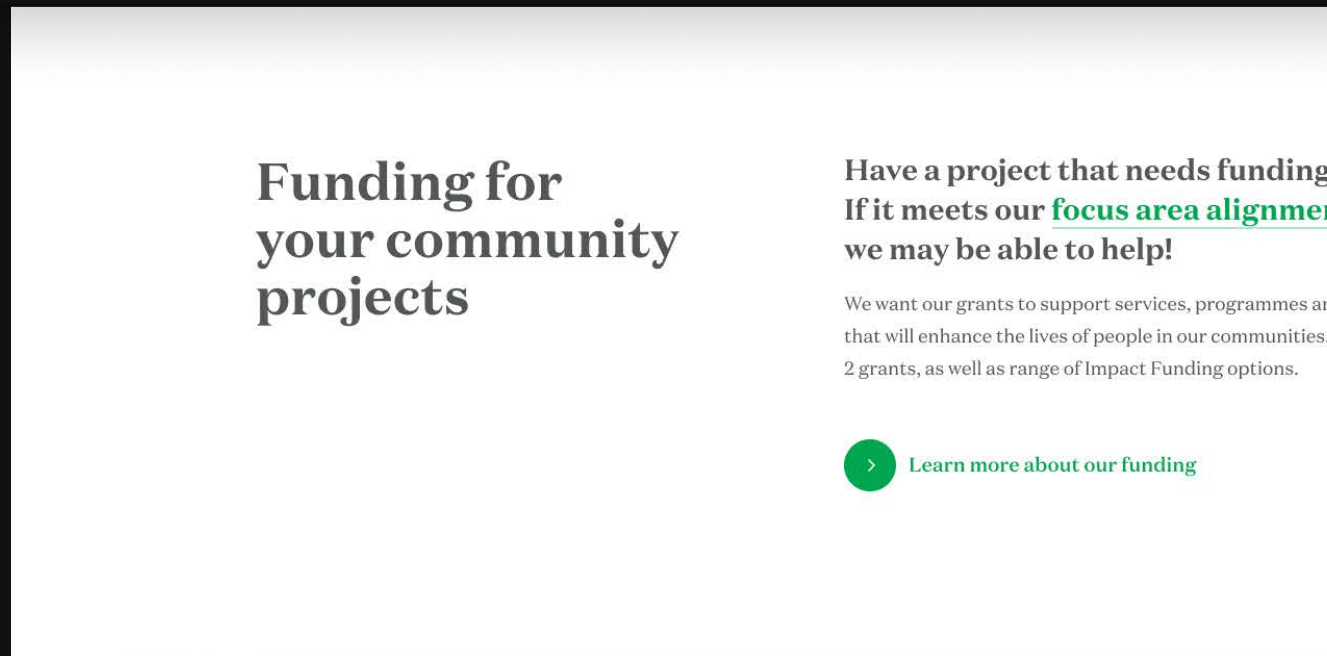 Funding for
your community
projects
Have a project that needs funding
If it meets our focus area
we may be able to help!
We want our grants to support services, programmes
that will enhance the lives of people in our communities.
2 grants, as well as range of Impact Funding options.
Learn more about our funding